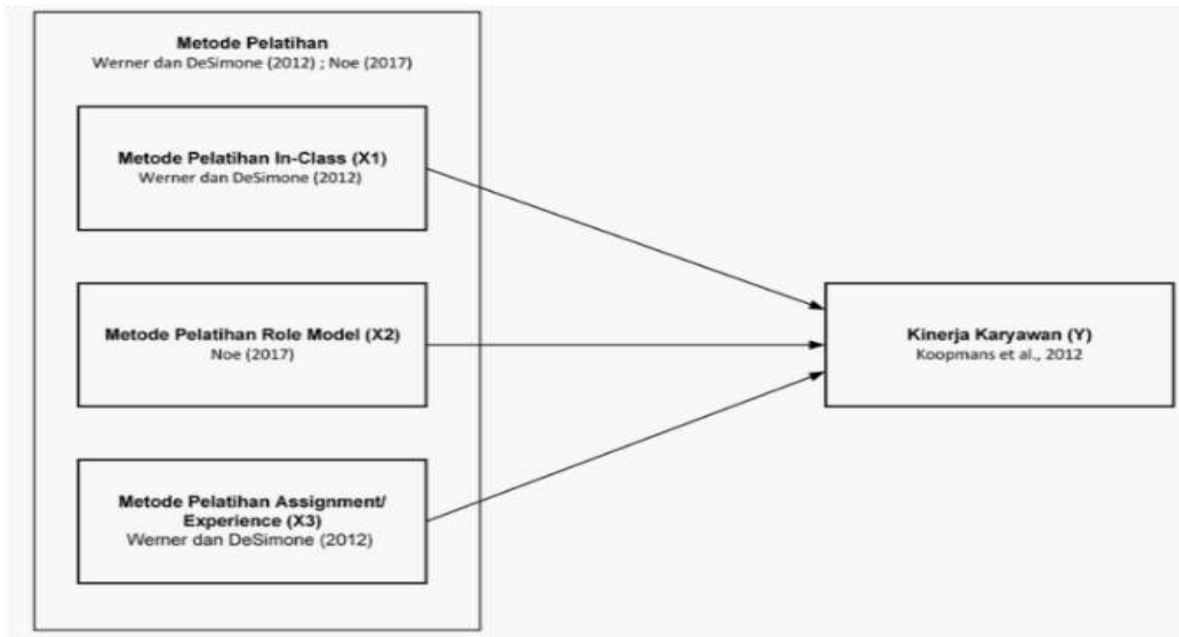 Metode Pelatihan
Werner dan DeSimone (2012) ; Noe (2017)
Metode Pelatihan In-Class (X1)
Werner dan DeSimone (2012)
Metode Pelatihan Role Model (X2)
Noe (2017)
Metode Pelatihan Assignment/
Experience (X3)
Werner dan DeSimone (2012)
Kinerja Karyawan (Y)
Koopmans et al., 2012